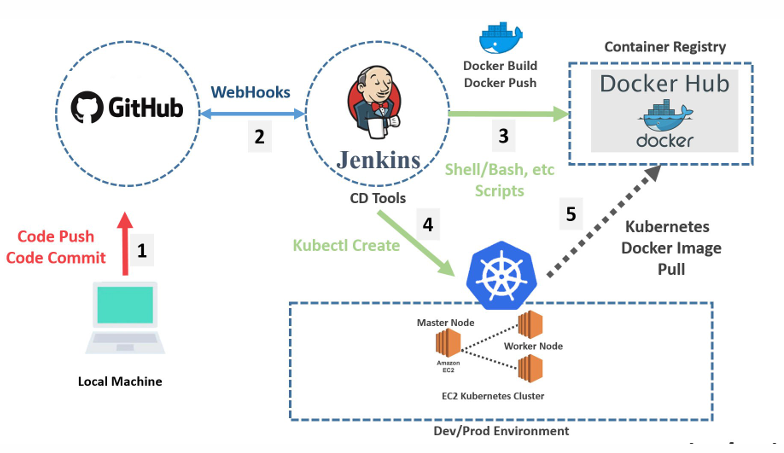 GitHub
WebHooks
2
Jenkins
CD Tools
Docker Build
Docker Push
3
Shell/Bash, etc
Scripts
Container Registry
Docker Hub
docker
Code Push
Code Commit
1
Local Machine
Kubectl Create
4
5
Kubernetes
Docker Image
Pull
Master Node
Amazon
EC2
Worker Node
EC2 Kubernetes Cluster
Dev/Prod Environment